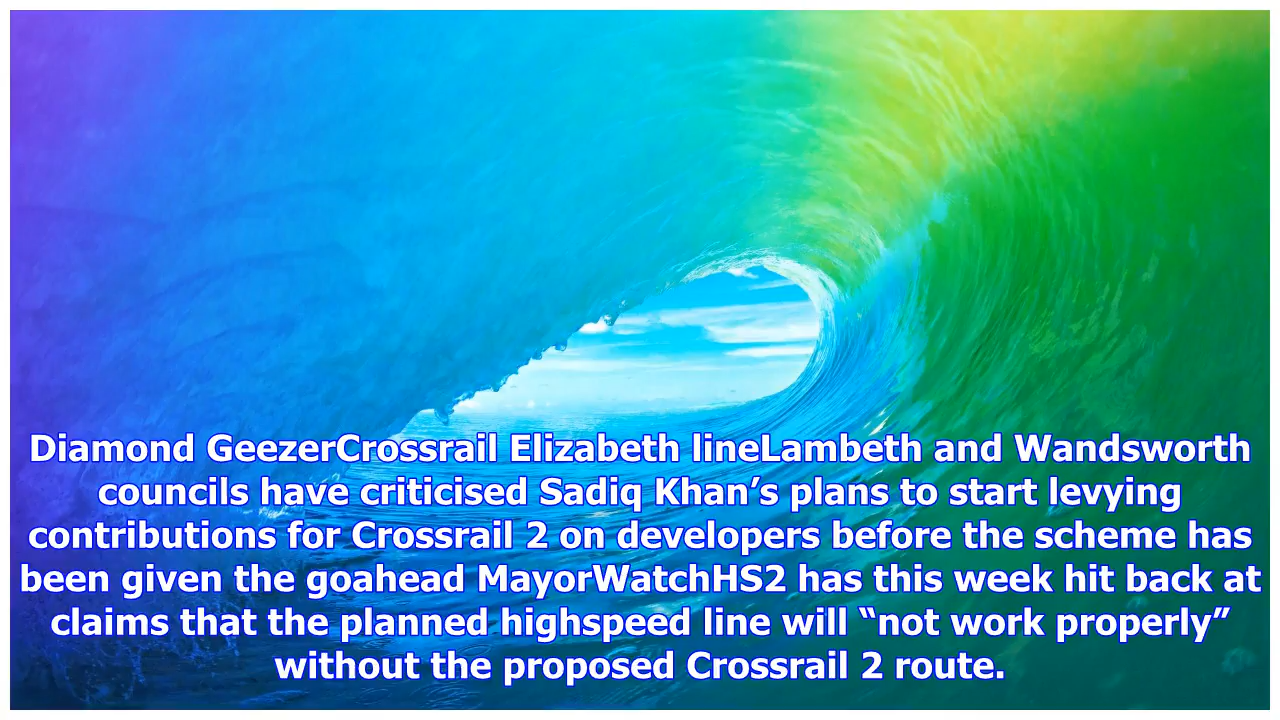 Diamond GeezerCrossrail Elizabeth lineLambeth and Wandsworth
councils have criticised Sadiq Khan’s plans to start levying
contributions for Crossrail 2 on developers before the scheme has
been given the goahead MayorWatchHS2 has this week hit back at
claims that the planned highspeed line will “not work properly”
without the proposed Crossrail 2 route.